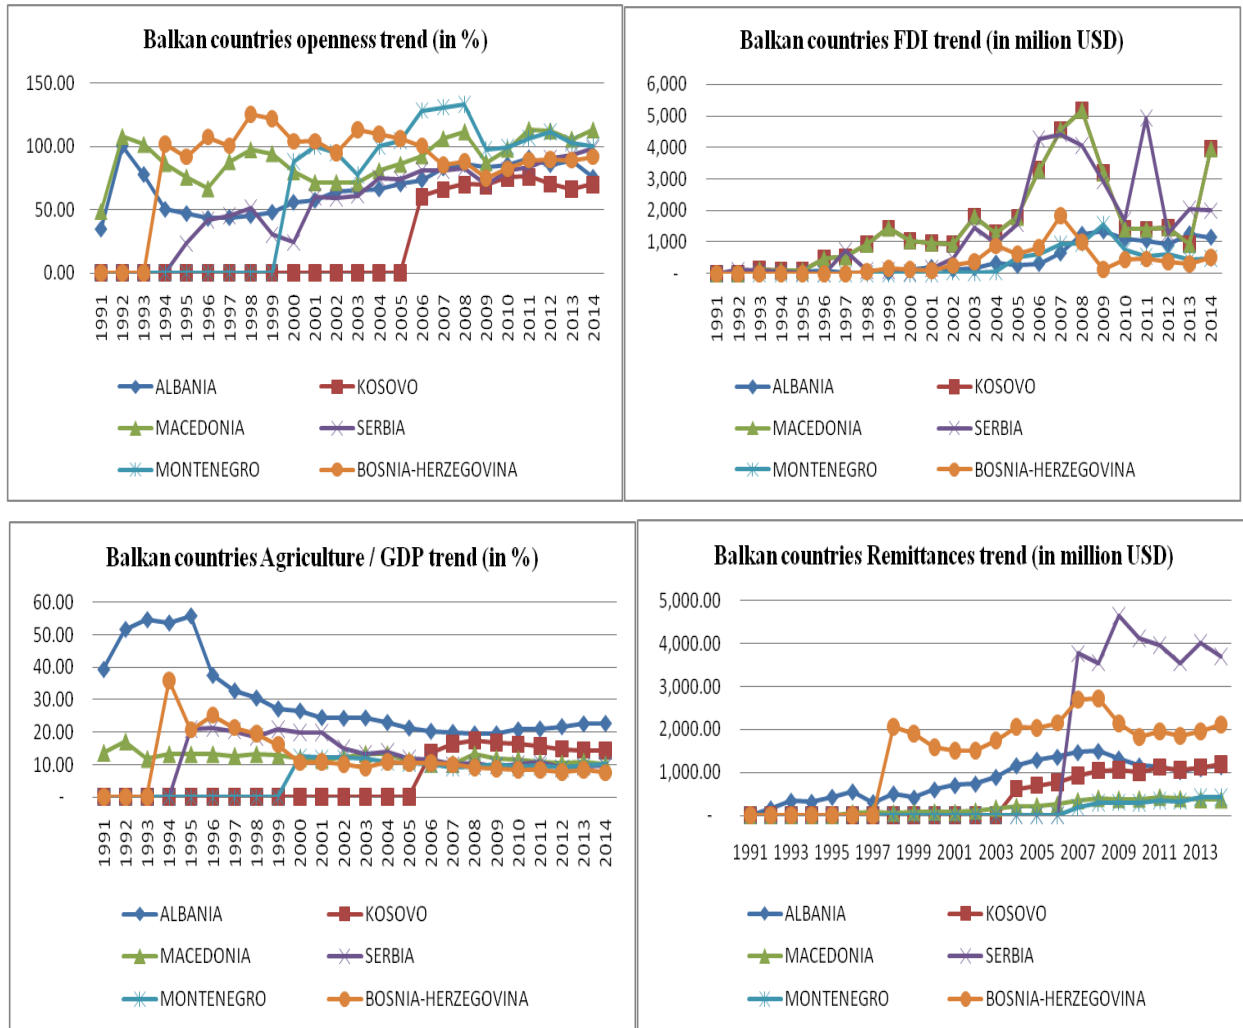 Balkan countries openness trend (in %)
150.00
100.00
50.00
0.00
1991 1992 1993 1994 1995 1996 1997 1998 1999 2000 2001 2002 2003 2004 2005 2006 2007 2008 2009 2010 2011 2012 2013 2014
ALBANIA KOSOVO
MACEDONIA SERBIA
MONTENEGRO BOSNIA-HERZEGOVINA
Balkan countries FDI trend (in milion USD)
6,000
5,000
4,000
3,000
2,000
1,000
-
1991 1992 1993 1994 1995 1996 1997 1998 1999 2000 2001 2002 2003 2004 2005 2006 2007 2008 2009 2010 2011 2012 2013 2014
ALBANIA KOSOVO
MACEDONIA SERBIA
MONTENEGRO BOSNIA-HERZEGOVINA
Balkan countries Agriculture / GDP trend (in %)
60.00
50.00
40.00
30.00
20.00
10.00
-
1991 1992 1993 1994 1995 1996 1997 1998 1999 2000 2001 2002 2003 2004 2005 2006 2007 2008 2009 2010 2011 2012 2013 2014
ALBANIA KOSOVO
MACEDONIA SERBIA
MONTENEGRO BOSNIA-HERZEGOVINA
Balkan countries Remittances trend (in million USD)
5,000.00
4,000.00
3,000.00
2,000.00
1,000.00
-
1991 1993 1995 1997 1999 2001 2003 2005 2007 2009 2011 2013
ALBANIA KOSOVO
MACEDONIA SERBIA
MONTENEGRO BOSNIA-HERZEGOVINA